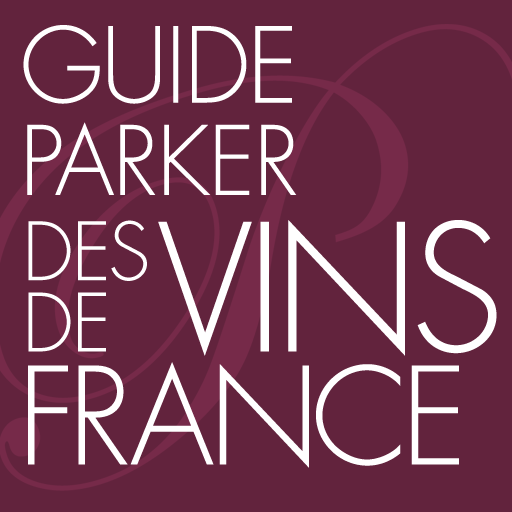 GUIDE
PARKER
DES VINS
DE
FRANCE